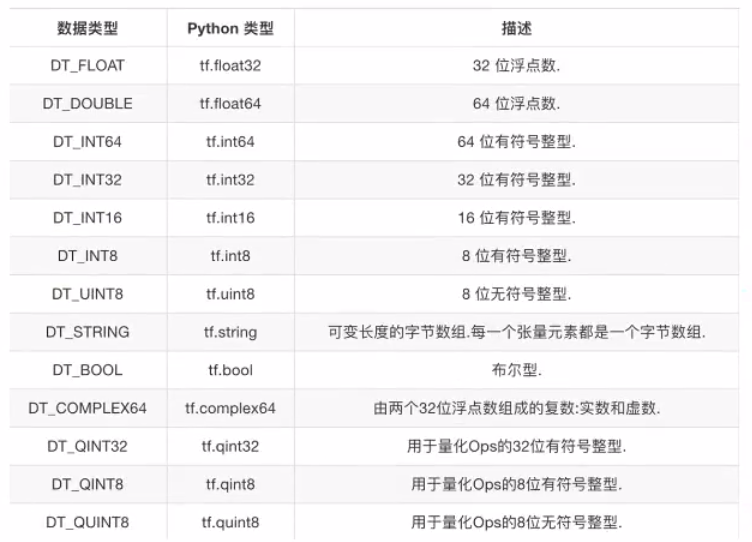 数据类型 Python 类型 描述
DT_FLOAT tf.float32 32 位浮点数.
DT_DOUBLE tf.float64 64 位浮点数.
DT_INT64 tf.int64 64 位有符号整型.
DT_INT32 tf.int32 32 位有符号整型.
DT_INT16 tf.int16 16 位有符号整型.
DT_INT8 tf.int8 8 位有符号整型.
DT_UINT8 tf.uint8 8 位无符号整型.
DT_STRING tf.string 可变长度的字节数组.每一个张量元素都是一个字节数组.
DT_BOOL tf.bool 布尔型.
DT_COMPLEX64 tf.complex64 由两个32位浮点数组成的复数:实数和虚数.
DT_QINT32 tf.qint32 用于量化Ops的32位有符号整型.
DT_QINT8 tf.qint8 用于量化Ops的8位有符号整型.
DT_QUINT8 tf.quint8 用于量化Ops的8位无符号整型.